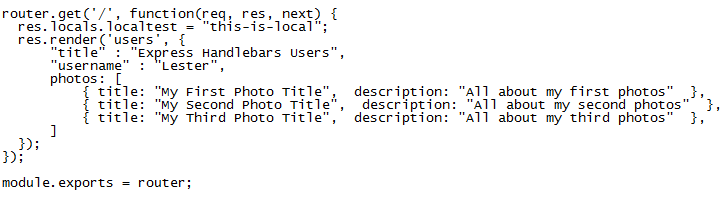 router.get('/', function(req, res, next) {
  res.locals.localtest = "this-is-local";
  res.render('users', {
      "title" : "Express Handlebars Users",
      "username" : "Lester",
      photos: [
          { title: "My First Photo Title",  description: "All about my first photos"  },
          { title: "My Second Photo Title",  description: "All about my second photos"  },
          { title: "My Third Photo Title",  description: "All about my third photos"  },
      ]
  });
});

module.exports = router;